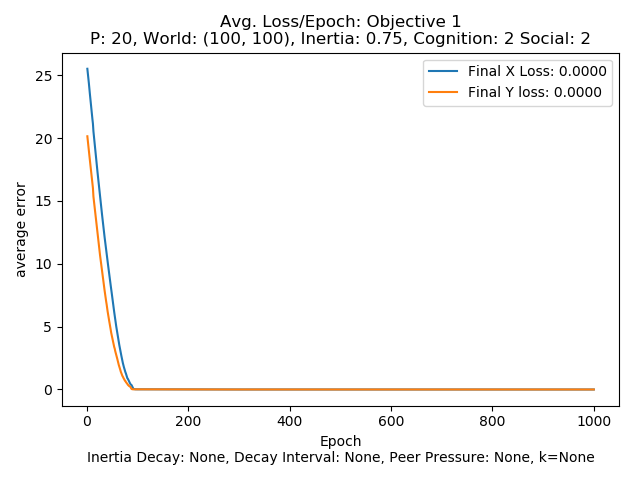 Avg. Loss/Epoch: Objective 1
P: 20, World: (100, 100), Inertia: 0.75, Cognition: 2 Social: 2
Final X Loss: 0.0000
Final Y loss: 0.0000
average error
25
20
15
10
5
0
0 200 400 600 800 1000
Epoch
Inertia Decay: None, Decay Interval: None, Peer Pressure: None, k=None